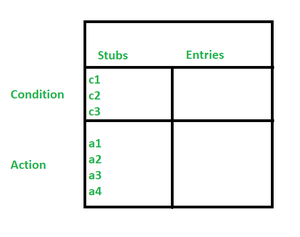 Stubs Entries
Condition
c1
c2
c3
Action
a1
a2
a3
a4